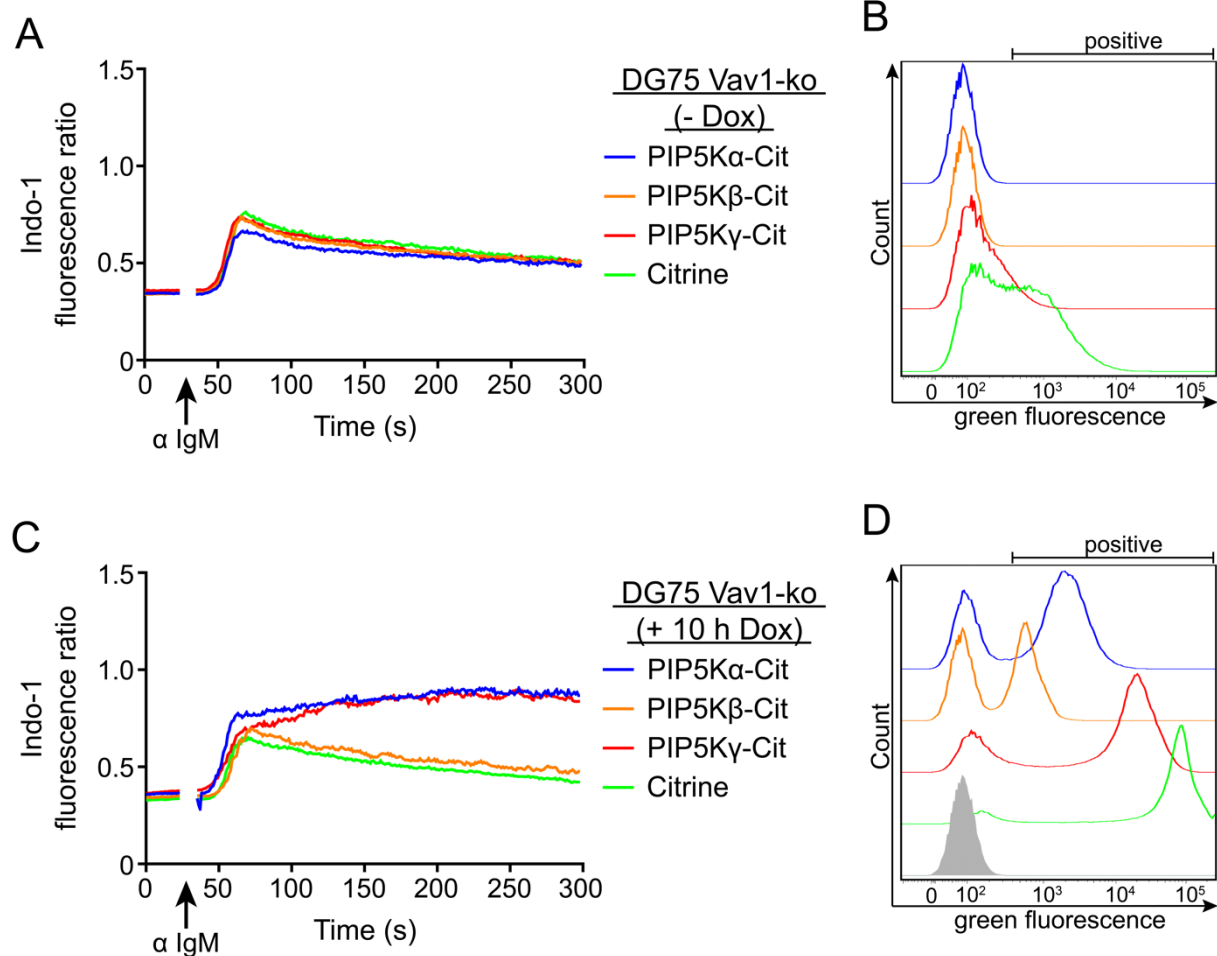 A
1.5
1.0
0.5
0
Indo-1
fluorescence ratio
0 50 100 150 200 250 300
α IgM
Time (s)
DG75 Vav1-ko
(- Dox)
PIP5Kα-Cit
PIP5Kβ-Cit
PIP5Kγ-Cit
Citrine
B
positive
Count
0 10² 10³ 10⁴ 10⁵
green fluorescence
C
1.5
1.0
0.5
0
Indo-1
fluorescence ratio
0 50 100 150 200 250 300
α IgM
Time (s)
DG75 Vav1-ko
(+ 10 h Dox)
PIP5Kα-Cit
PIP5Kβ-Cit
PIP5Kγ-Cit
Citrine
D
positive
Count
0 10² 10³ 10⁴ 10⁵
green fluorescence